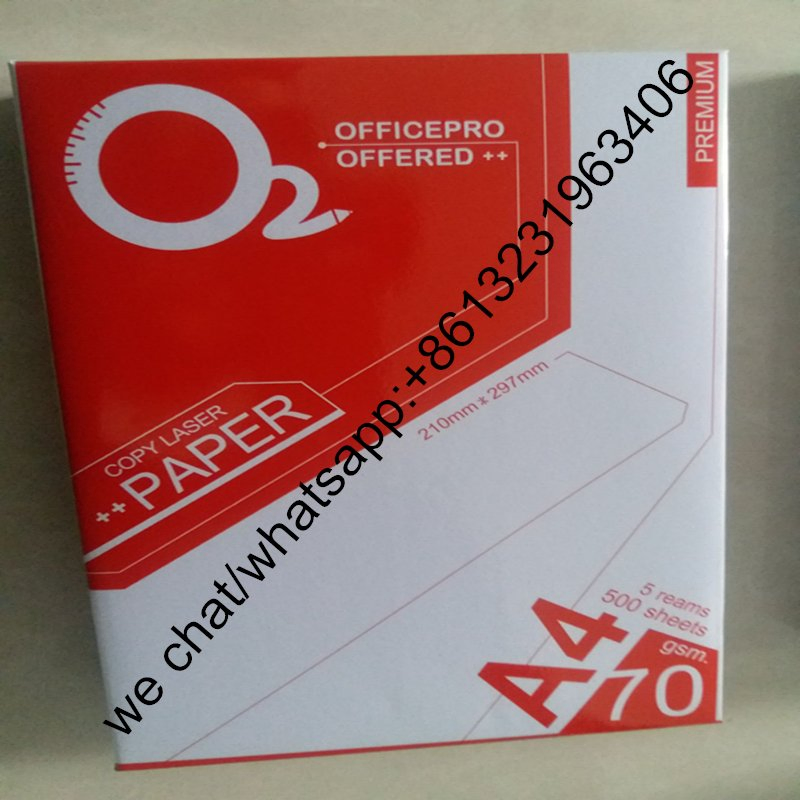 O2
OFFICEPRO
OFFERED ++
PREMIUM
we chat/whatsapp:+8613231963406
COPY LASER
++ PAPER
210mm * 297mm
5 reams
500 sheets
A4
gsm.
70